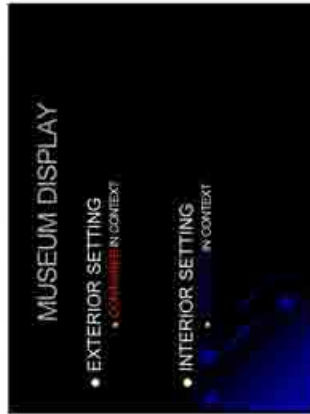 MUSEUM DISPLAY
• EXTERIOR SETTING
• IN CONTEXT
• INTERIOR SETTING
• IN CONTEXT